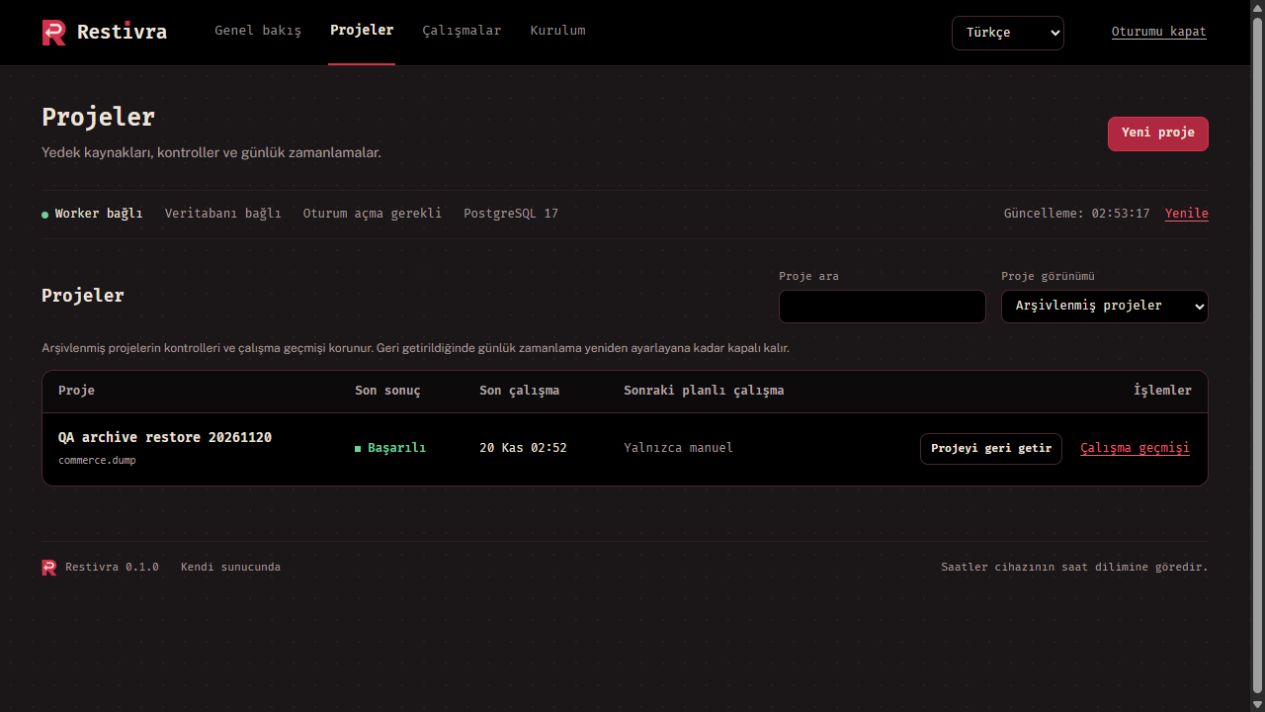 Restivra Genel bakış Projeler Çalışmalar Kurulum Türkçe Oturumu kapat
Projeler
Yeni proje
Yedek kaynakları, kontroller ve günlük zamanlamalar.
Worker bağlı Veritabanı bağlı Oturum açma gerekli PostgreSQL 17 Güncelleme: 02:53:17 Yenile
Proje ara Proje görünümü
Projeler
Arşivlenmiş projeler
Arşivlenmiş projelerin kontrolleri ve çalışma geçmişi korunur. Geri getirildiğinde günlük zamanlama yeniden ayarlayana kadar kapalı kalır.
Proje Son sonuç Son çalışma Sonraki planlı çalışma İşlemler
QA archive restore 20261120
commerce.dump
Başarılı 20 Kas 02:52 Yalnızca manuel Projeyi geri getir Çalışma geçmişi
Restivra 0.1.0 Kendi sunucunda Saatler cihazının saat dilimine göredir.